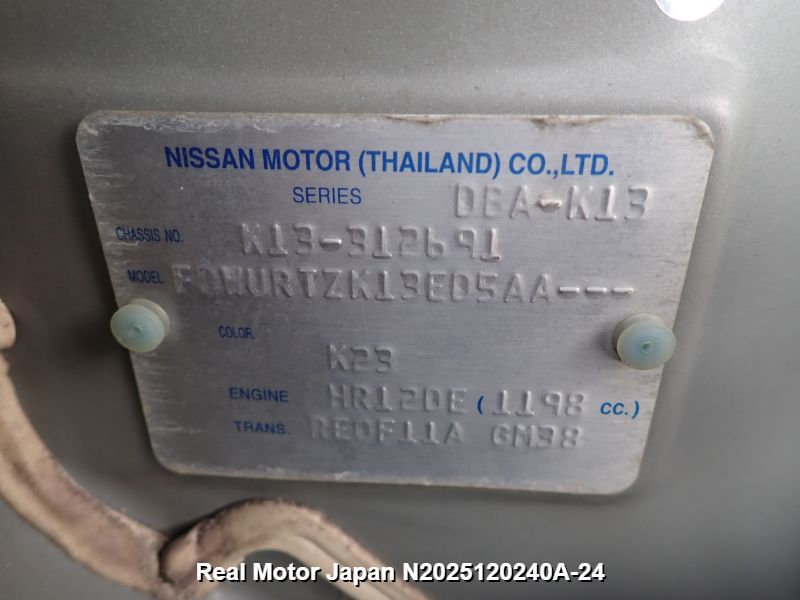 NISSAN MOTOR (THAILAND) CO.,LTD.
SERIES DBA-K13
CHASSIS NO. K13-312691
MODEL FDWURTZK13ED5AA---
COLOR. K23
ENGINE HR12DE (1198 cc.)
TRANS. RE0F11A GM38
Real Motor Japan N2025120240A-24